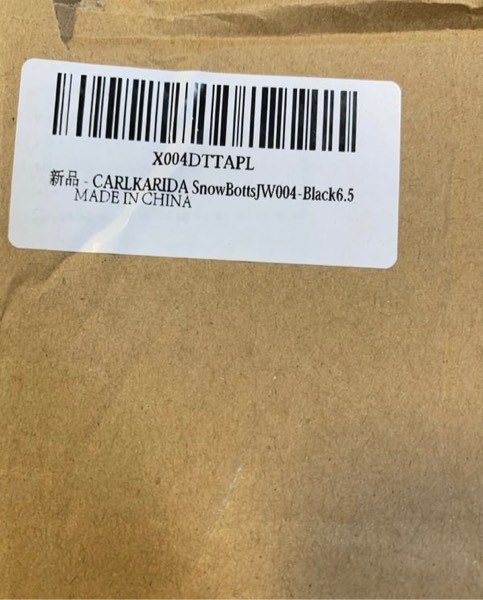 X004DTTAPL
新品 - CARLKARIDA SnowBottsJW004-Black6.5
MADE IN CHINA